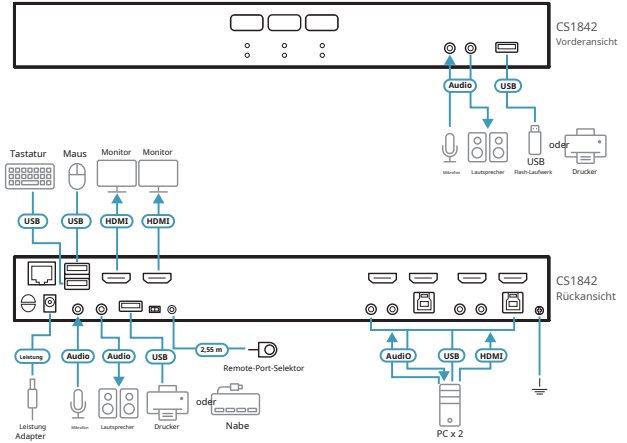 CS1842
Vorderansicht
Audio
USB
Mikrofon
Lautsprecher
USB
Flash-Laufwerk
oder
Drucker
Tastatur
Maus
Monitor
Monitor
USB
USB
HDMI
HDMI
CS1842
Rückansicht
Leistung
Audio
Audio
USB
2,55 m
Remote-Port-Selektor
AudiO
USB
HDMI
Leistung
Adapter
Mikrofon
Lautsprecher
Drucker
oder
Nabe
PC x 2